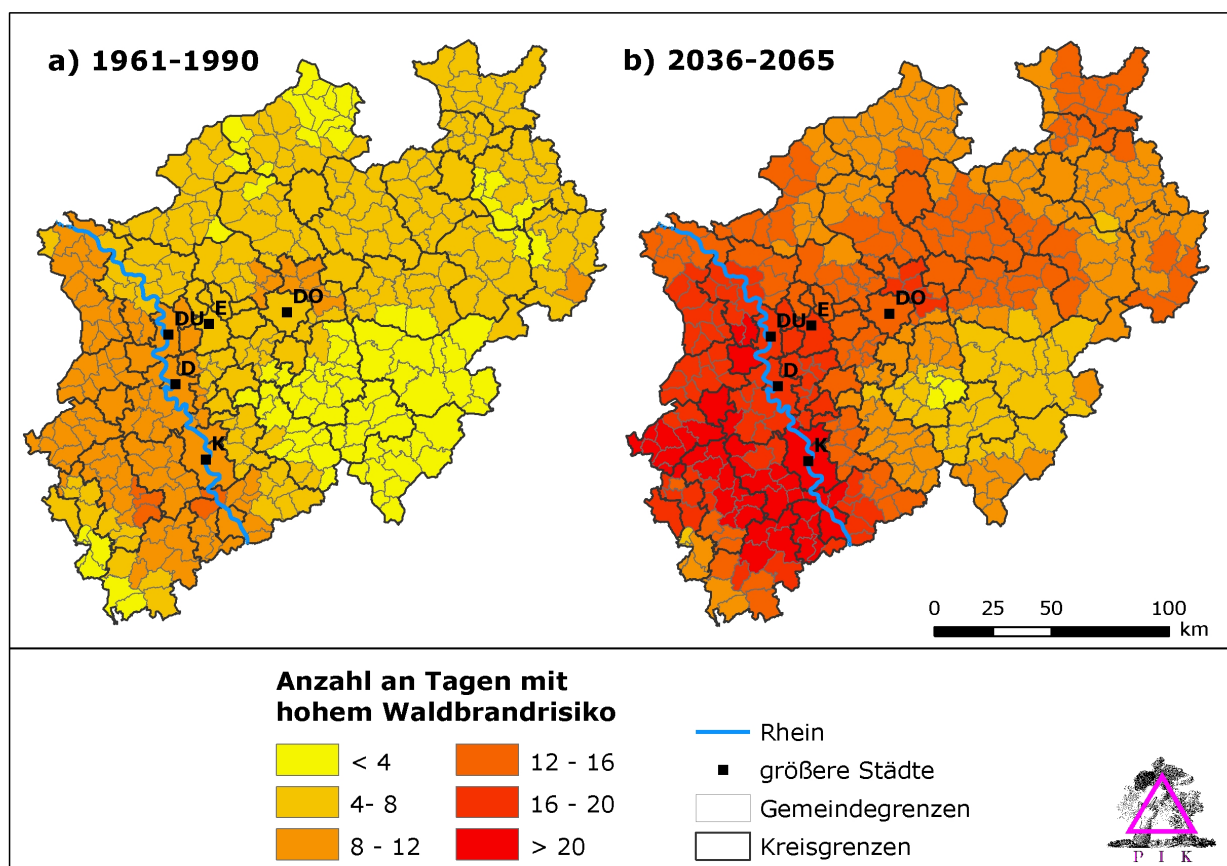 a) 1961-1990
b) 2036-2065
DU
E
DO
D
K
DU
E
DO
D
K
0 25 50 100
km
Anzahl an Tagen mit
hohem Waldbrandrisiko
< 4
4- 8
8 - 12
12 - 16
16 - 20
> 20
Rhein
größere Städte
Gemeindegrenzen
Kreisgrenzen
P I K